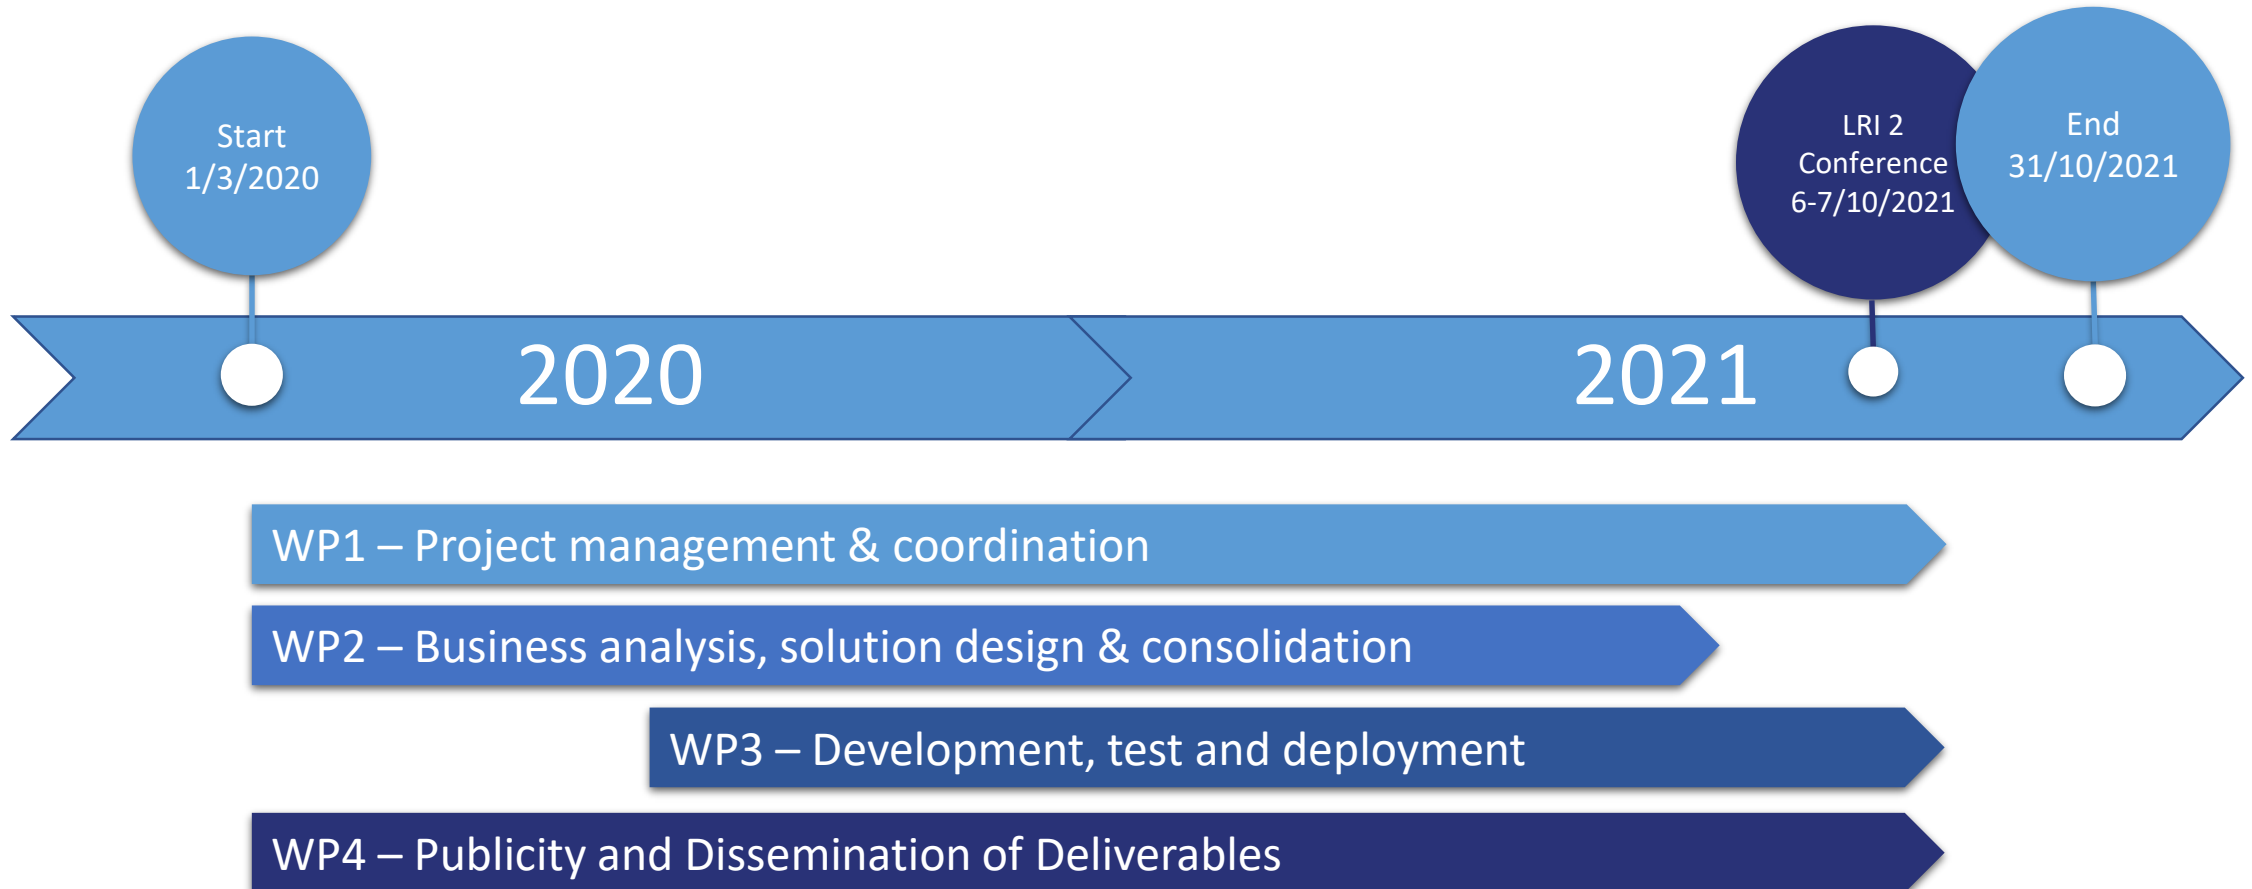 Start
1/3/2020
LRI 2
Conference
6-7/10/2021
End
31/10/2021
2020
2021
WP1 – Project management & coordination
WP2 – Business analysis, solution design & consolidation
WP3 – Development, test and deployment
WP4 – Publicity and Dissemination of Deliverables